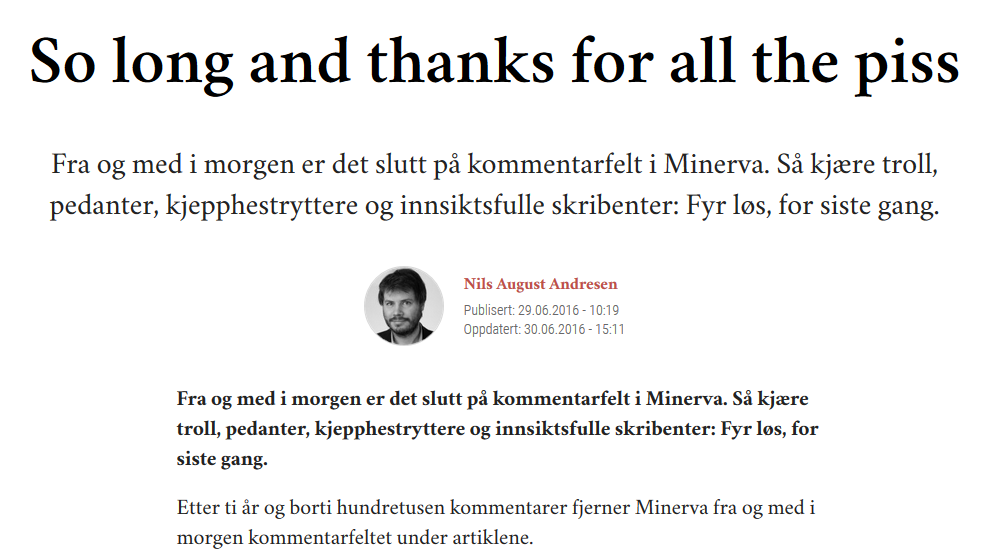 So long and thanks for all the piss
Fra og med i morgen er det slutt på kommentarfelt i Minerva. Så kjære troll,
pedanter, kjepphestryttere og innsiktsfulle skribenter: Fyr løs, for siste gang.
Nils August Andresen
Publisert: 29.06.2016 - 10:19
Oppdatert: 30.06.2016 - 15:11
Fra og med i morgen er det slutt på kommentarfelt i Minerva. Så kjære
troll, pedanter, kjepphestryttere og innsiktsfulle skribenter: Fyr løs, for
siste gang.
Etter ti år og borti hundretusen kommentarer fjerner Minerva fra og med i
morgen kommentarfeltet under artiklene.